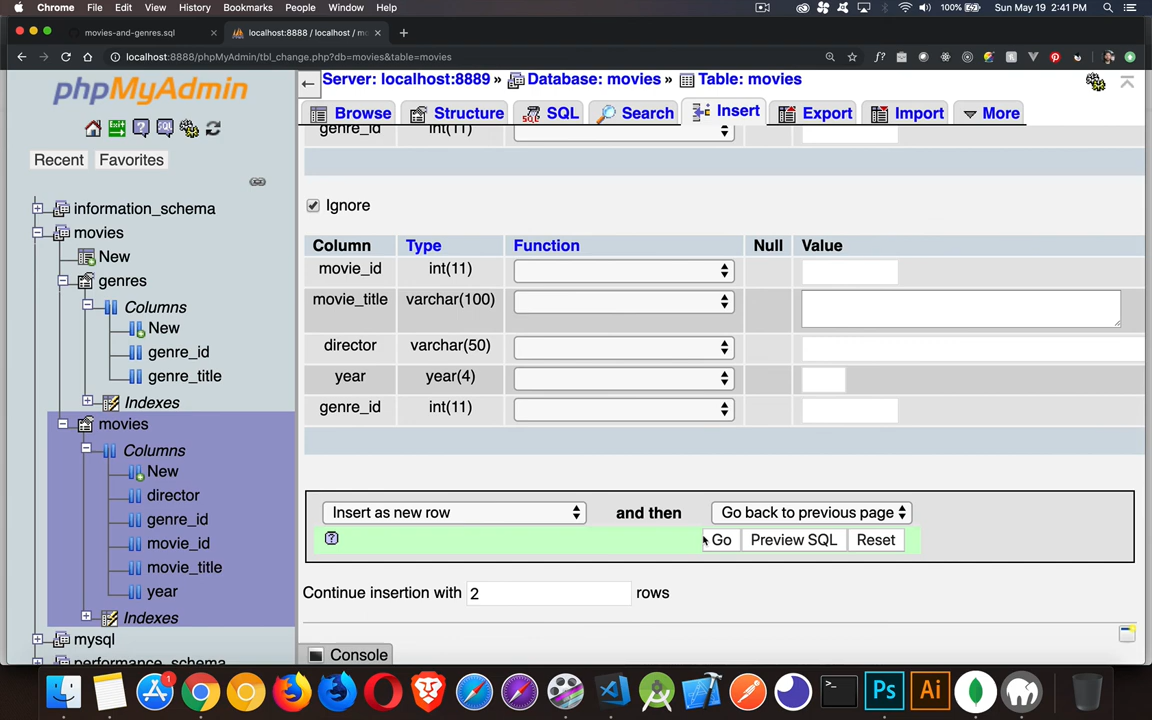 Chrome File Edit View History Bookmarks People Window Help 100% Sun May 19 2:41 PM
movies-and-genres.sql localhost:8888 / localhost / mo
localhost:8888/phpMyAdmin/tbl_change.php?db=movies&table=movies
phpMyAdmin
Recent Favorites
information_schema
movies
New
genres
Columns
New
genre_id
genre_title
Indexes
movies
Columns
New
director
genre_id
movie_id
movie_title
year
Indexes
mysql
performance_schema
Server: localhost:8889 » Database: movies » Table: movies
Browse Structure SQL Search Insert Export Import More
genre_id int(11)
Ignore
Column Type Function Null Value
movie_id int(11)
movie_title varchar(100)
director varchar(50)
year year(4)
genre_id int(11)
Insert as new row and then Go back to previous page
Go Preview SQL Reset
Continue insertion with 2 rows
Console
1 Ps Ai